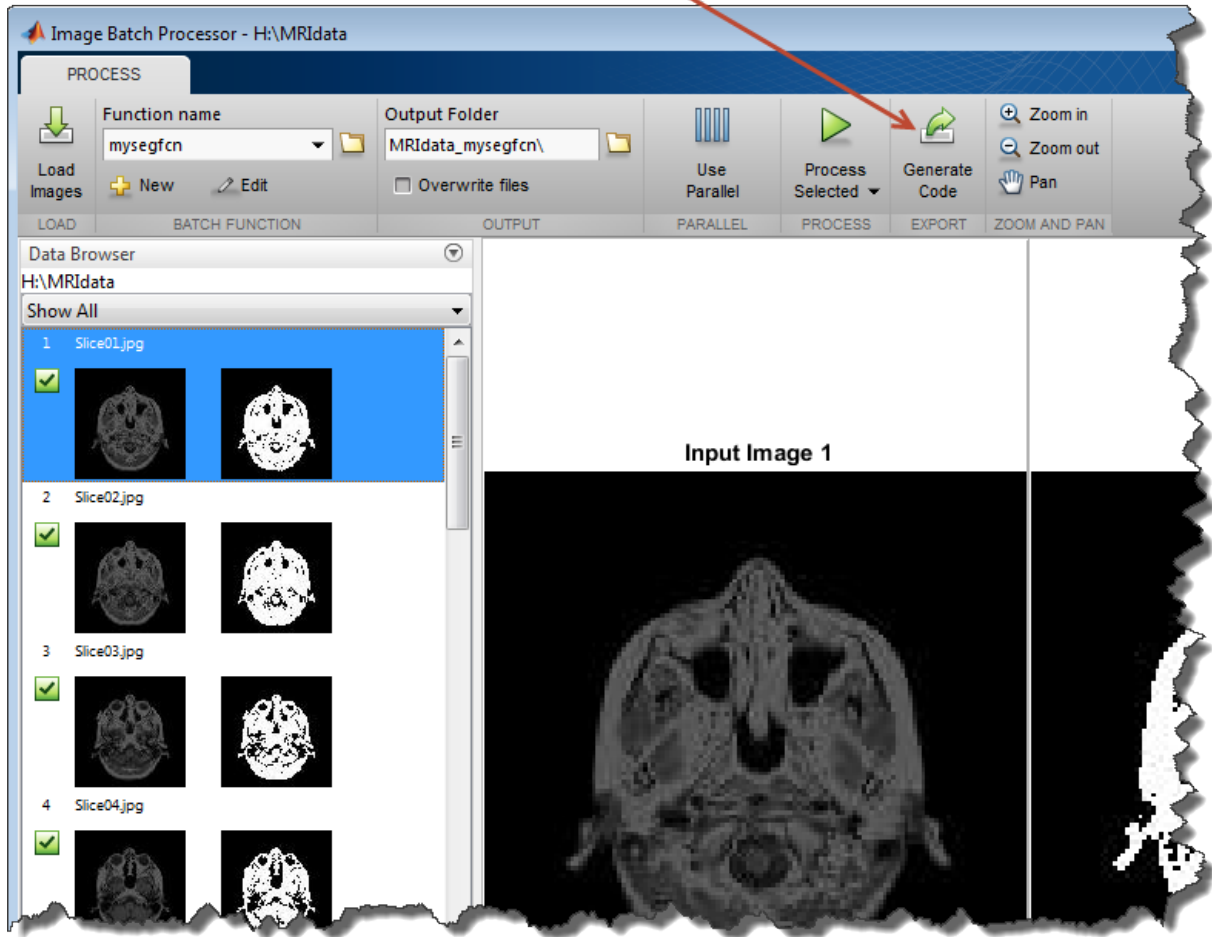 Image Batch Processor - H:\MRIdata
PROCESS
Load Images
Function name
mysegfcn
New
Edit
Output Folder
MRIdata_mysegfcn\
Overwrite files
Use Parallel
Process Selected
Generate Code
Zoom in
Zoom out
Pan
LOAD
BATCH FUNCTION
OUTPUT
PARALLEL
PROCESS
EXPORT
ZOOM AND PAN
Data Browser
H:\MRIdata
Show All
1 Slice01.jpg
2 Slice02.jpg
3 Slice03.jpg
4 Slice04.jpg
Input Image 1